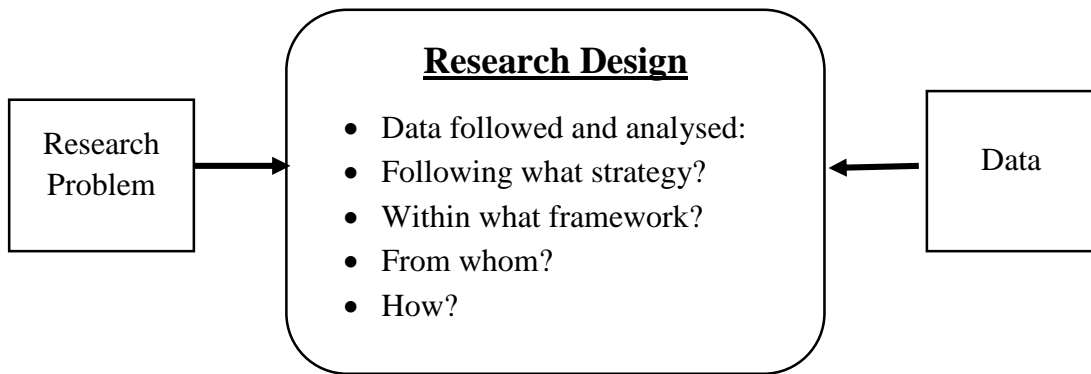 Research Problem
Research Design
• Data followed and analysed:
• Following what strategy?
• Within what framework?
• From whom?
• How?
Data